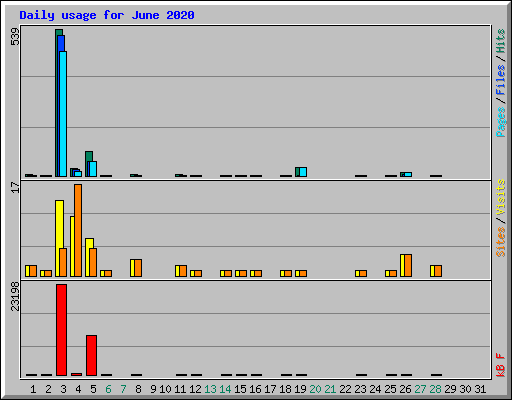 Daily usage for June 2020
539
Pages/Files/Hits
17
Sites/Visits
23198
kB F
1 2 3 4 5 6 7 8 9 10 11 12 13 14 15 16 17 18 19 20 21 22 23 24 25 26 27 28 29 30 31